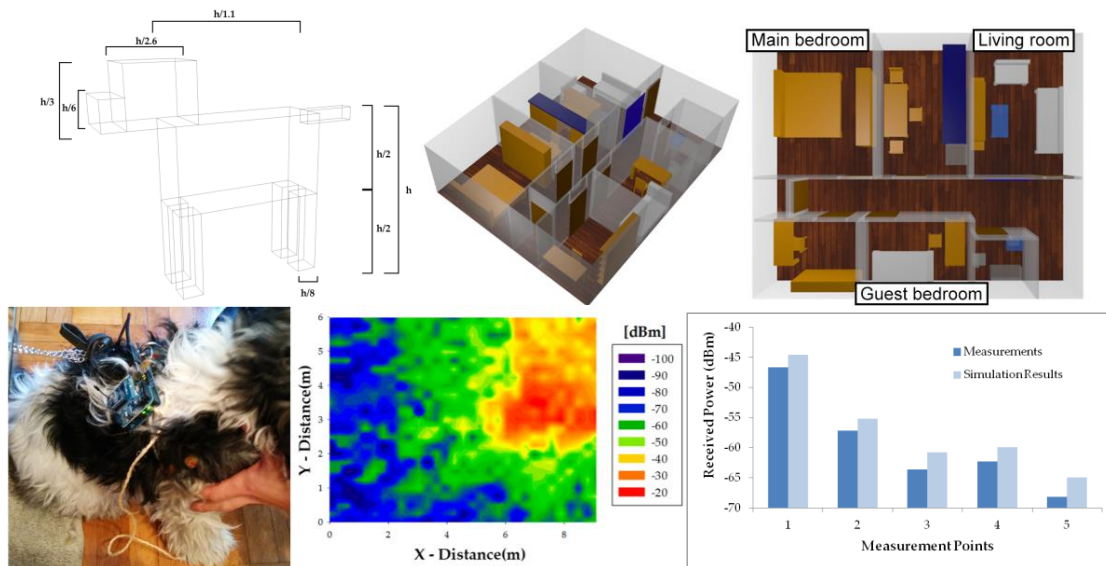 h/1.1
h/2.6
h/3
h/6
h/2
h
h/2
h/8
Main bedroom
Living room
Guest bedroom
6
5
4
3
2
1
0
Y - Distance(m)
0
2
4
6
8
X - Distance(m)
[dBm]
-100
-90
-80
-70
-60
-50
-40
-30
-20
-40
-45
-50
-55
-60
-65
-70
Received Power (dBm)
Measurements
Simulation Results
1
2
3
4
5
Measurement Points